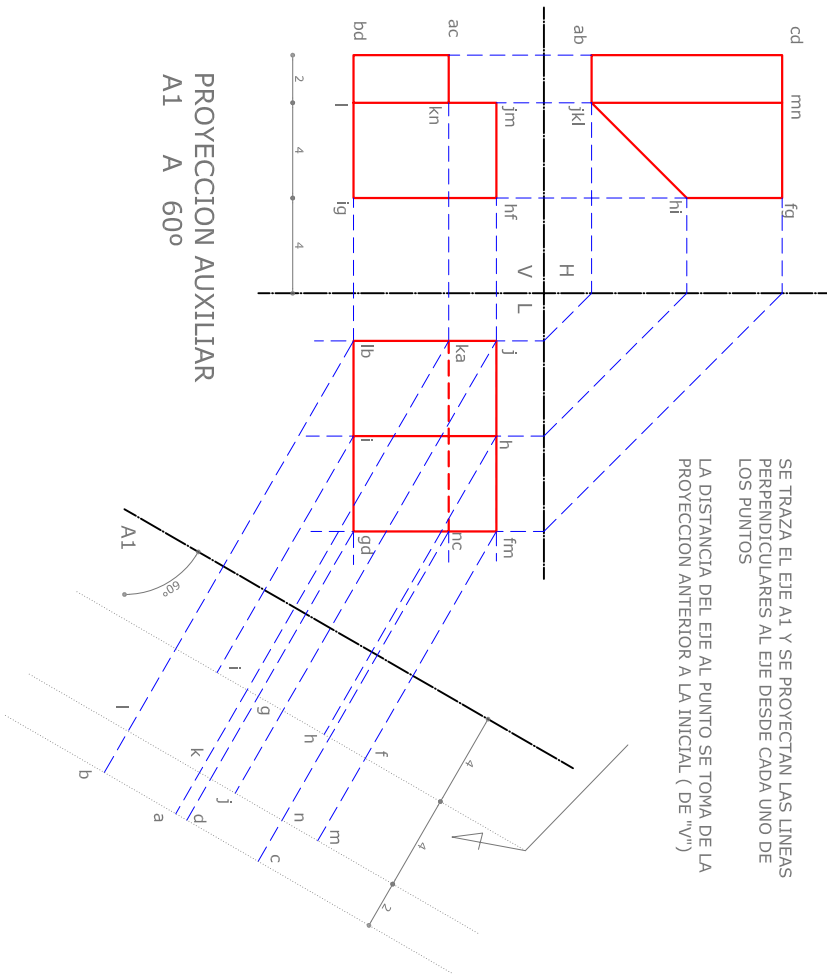 SE TRAZA EL EJE A1 Y SE PROYECTAN LAS LINEAS
PERPENDICULARES AL EJE DESDE CADA UNO DE
LOS PUNTOS
LA DISTANCIA DEL EJE AL PUNTO SE TOMA DE LA
PROYECCION ANTERIOR A LA INICIAL ( DE "V")
cd
mn
fg
ab
jkl
hi
H
V
L
bd
ac
l
kn
jm
ig
hf
2
4
4
PROYECCION AUXILIAR
A1 A 60º
lb
ka
j
i
h
gd
nc
fm
A1
60º
i
g
h
f
l
k
j
n
m
b
a
d
c
4
4
2